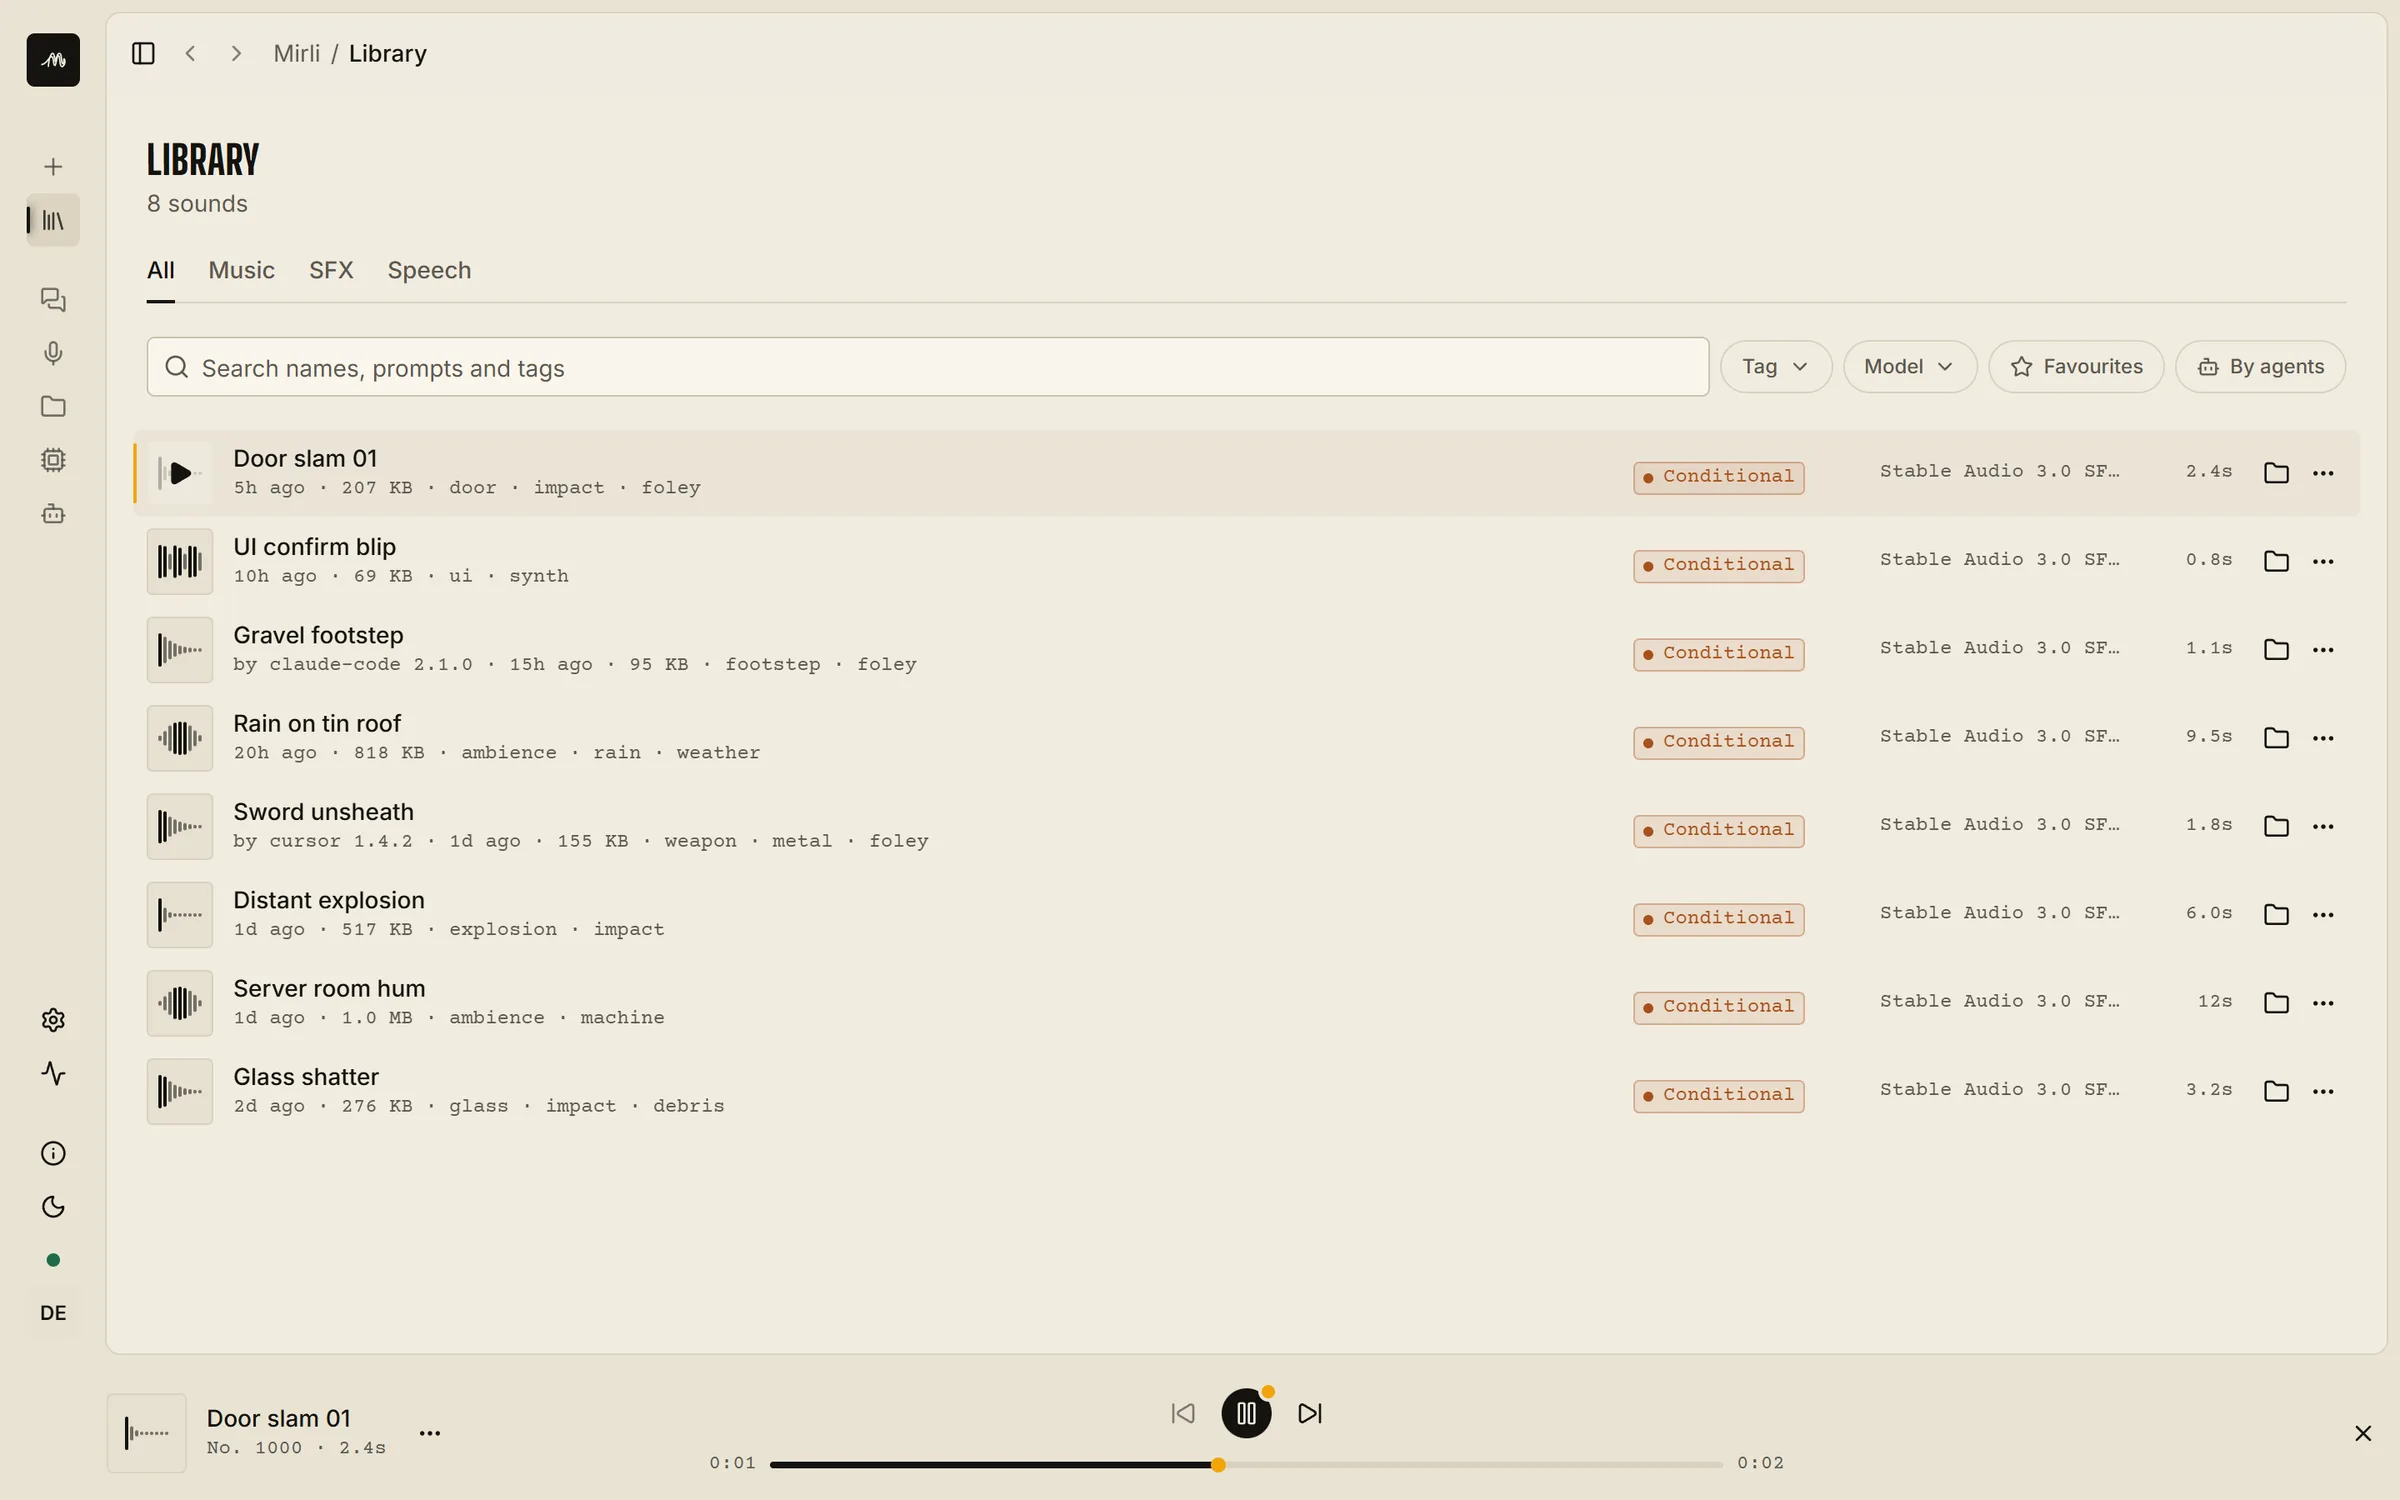 Mirli / Library
LIBRARY
8 sounds
All Music SFX Speech
Search names, prompts and tags
Tag Model Favourites By agents
Door slam 01
5h ago · 207 KB · door · impact · foley
Conditional Stable Audio 3.0 SF… 2.4s
UI confirm blip
10h ago · 69 KB · ui · synth
Conditional Stable Audio 3.0 SF… 0.8s
Gravel footstep
by claude-code 2.1.0 · 15h ago · 95 KB · footstep · foley
Conditional Stable Audio 3.0 SF… 1.1s
Rain on tin roof
20h ago · 818 KB · ambience · rain · weather
Conditional Stable Audio 3.0 SF… 9.5s
Sword unsheath
by cursor 1.4.2 · 1d ago · 155 KB · weapon · metal · foley
Conditional Stable Audio 3.0 SF… 1.8s
Distant explosion
1d ago · 517 KB · explosion · impact
Conditional Stable Audio 3.0 SF… 6.0s
Server room hum
1d ago · 1.0 MB · ambience · machine
Conditional Stable Audio 3.0 SF… 12s
Glass shatter
2d ago · 276 KB · glass · impact · debris
Conditional Stable Audio 3.0 SF… 3.2s
DE
Door slam 01
No. 1000 · 2.4s
0:01 0:02